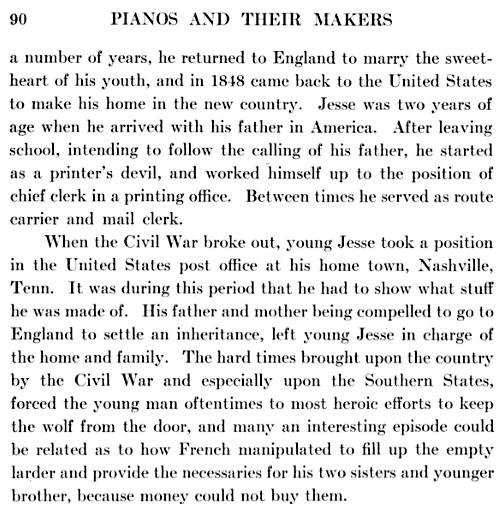 90 PIANOS AND THEIR MAKERS
a number of years, he returned to England to marry the sweet-
heart of his youth, and in 1848 came back to the United States
to make his home in the new country. Jesse was two years of
age when he arrived with his father in America. After leaving
school, intending to follow the calling of his father, he started
as a printer's devil, and worked himself up to the position of
chief clerk in a printing office. Between times he served as route
carrier and mail clerk.
When the Civil War broke out, young Jesse took a position
in the United States post office at his home town, Nashville,
Tenn. It was during this period that he had to show what stuff
he was made of. His father and mother being compelled to go to
England to settle an inheritance, left young Jesse in charge of
the home and family. The hard times brought upon the country
by the Civil War and especially upon the Southern States,
forced the young man oftentimes to most heroic efforts to keep
the wolf from the door, and many an interesting episode could
be related as to how French manipulated to fill up the empty
larder and provide the necessaries for his two sisters and younger
brother, because money could not buy them.